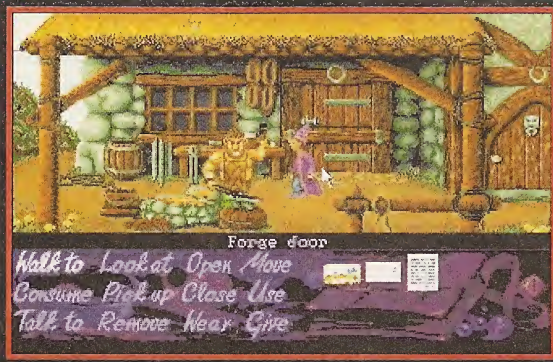 Forge door
Walk to Look at Open Move
Consume Pick up Close Use
Talk to Remove Wear Give